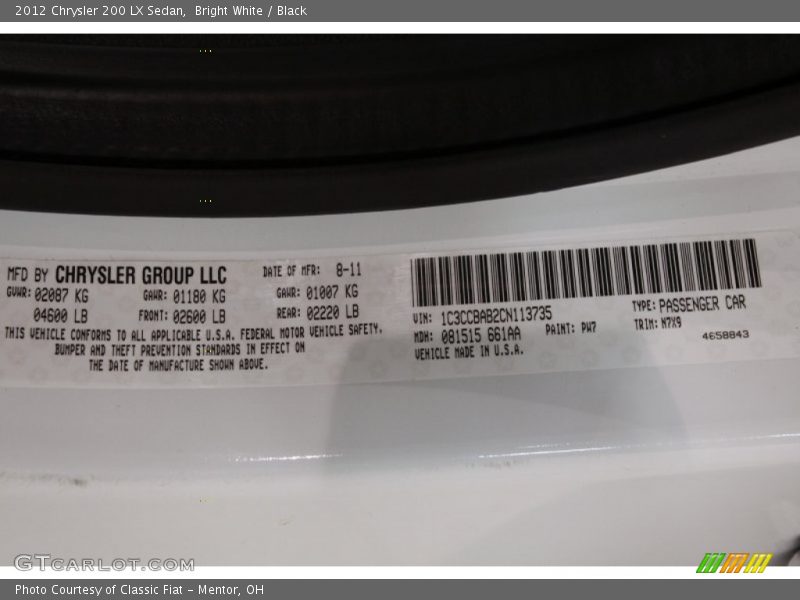 2012 Chrysler 200 LX Sedan, Bright White / Black
MFD BY CHRYSLER GROUP LLC DATE OF MFR: 8-11
GVWR: 02087 KG GAWR: 01180 KG GAWR: 01007 KG
04600 LB FRONT: 02600 LB REAR: 02220 LB
THIS VEHICLE CONFORMS TO ALL APPLICABLE U.S.A. FEDERAL MOTOR VEHICLE SAFETY,
BUMPER AND THEFT PREVENTION STANDARDS IN EFFECT ON
THE DATE OF MANUFACTURE SHOWN ABOVE.
VIN: 1C3CCBAB2CN113735 TYPE: PASSENGER CAR
MDH: 081515 661AA PAINT: PW7 TRIM: M7X9
VEHICLE MADE IN U.S.A. 4658843
GTCARLOT.COM
Photo Courtesy of Classic Fiat - Mentor, OH